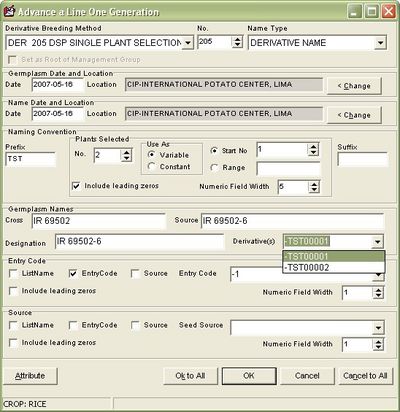 Advance a Line One Generation
Derivative Breeding Method No. Name Type
DER 205 DSP SINGLE PLANT SELECTION 205 DERIVATIVE NAME
Set as Root of Management Group
Germplasm Date and Location
Date 2007-05-16 Location CIP-INTERNATIONAL POTATO CENTER, LIMA < Change
Name Date and Location
Date 2007-05-16 Location CIP-INTERNATIONAL POTATO CENTER, LIMA < Change
Naming Convention
Prefix Plants Selected Use As Suffix
TST No. 2 Variable Start No 1
Constant Range
Include leading zeros Numeric Field Width 5
Germplasm Names
Cross IR 69502 Source IR 69502-6
Designation IR 69502-6 Derivative(s) -TST00001
-TST00001
-TST00002
Entry Code
ListName EntryCode Source Entry Code -1
Include leading zeros Numeric Field Width 1
Source
ListName EntryCode Source Seed Source
Include leading zeros Numeric Field Width 1
Attribute Ok to All OK Cancel Cancel to All
CROP: RICE